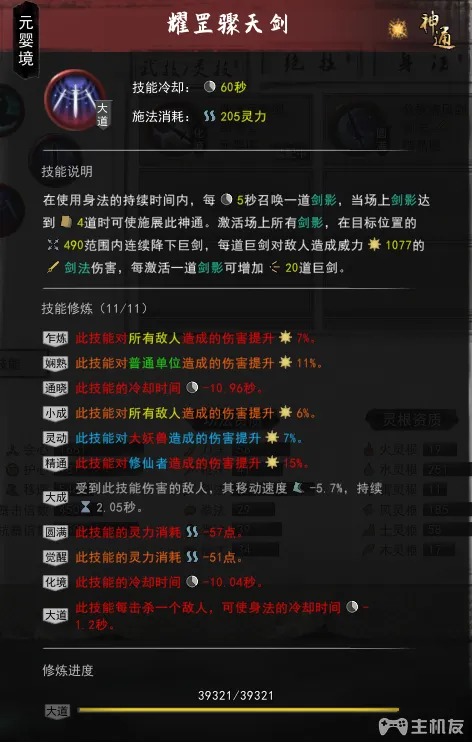 元婴境
耀罡骤天剑
神通
大道
技能冷却： 60秒
施法消耗： 205灵力
技能说明
在使用身法的持续时间内，每 5秒召唤一道剑影，当场上剑影达
到 4道时可使施展此神通。激活场上所有剑影，在目标位置的
490范围内连续降下巨剑，每道巨剑对敌人造成威力 1077的
剑法伤害，每激活一道剑影可增加 20道巨剑。
技能修炼（11/11）
乍炼 此技能对所有敌人造成的伤害提升 7%。
娴熟 此技能对普通单位造成的伤害提升 11%。
通晓 此技能的冷却时间 -10.96秒。
小成 此技能对所有敌人造成的伤害提升 6%。
灵动 此技能对大妖兽造成的伤害提升 7%。
精通 此技能对修仙者造成的伤害提升 15%。
大成 受到此技能伤害的敌人，其移动速度 -5.7%，持续
2.05秒。
圆满 此技能的灵力消耗 -57点。
觉醒 此技能的灵力消耗 -51点。
化境 此技能的冷却时间 -10.04秒。
大道 此技能每击杀一个敌人，可使身法的冷却时间 -
1.2秒。
修炼进度
39321/39321
大道
主机友